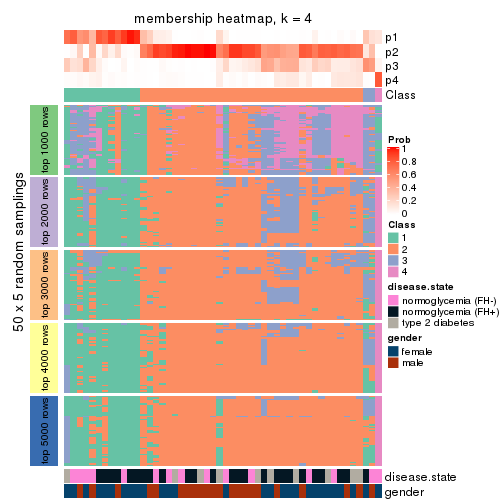 membership heatmap, k = 4
p1
p2
p3
p4
Class
50 x 5 random samplings
top 1000 rows
top 2000 rows
top 3000 rows
top 4000 rows
top 5000 rows
Prob
1
0.8
0.6
0.4
0.2
0
Class
1
2
3
4
disease.state
normoglycemia (FH-)
normoglycemia (FH+)
type 2 diabetes
gender
female
male
disease.state
gender